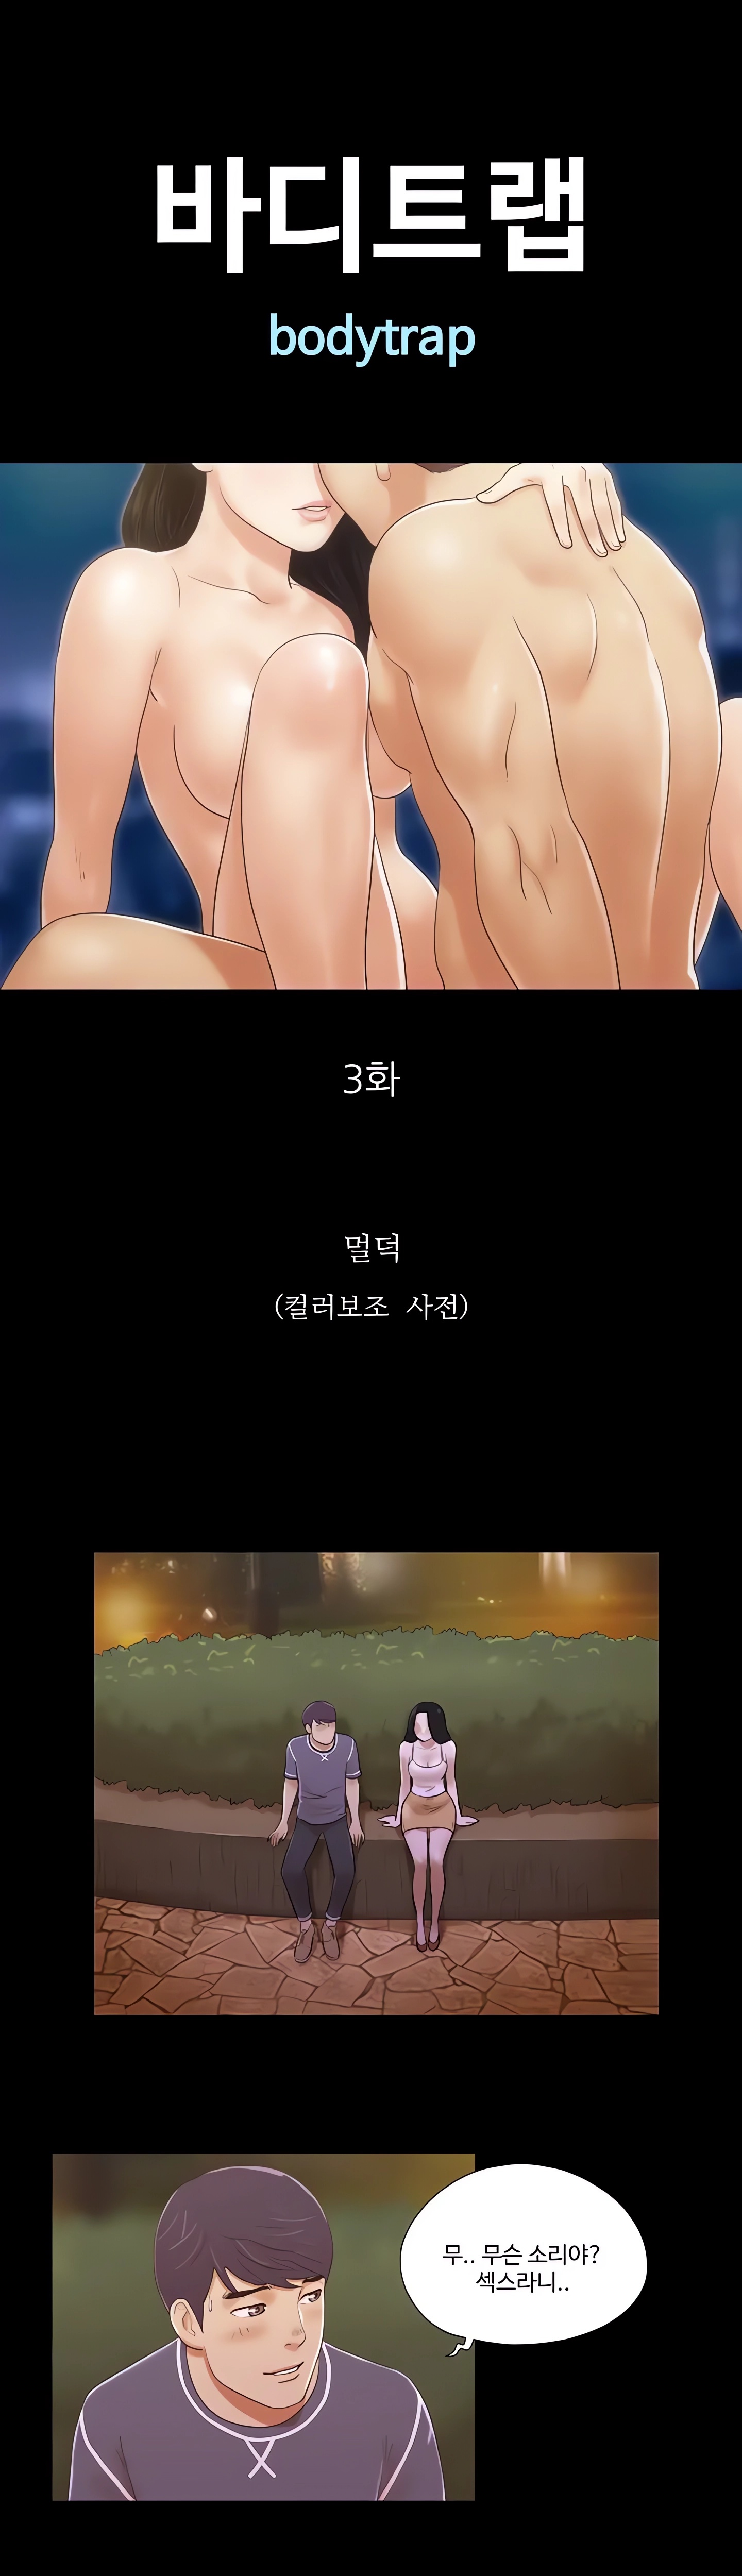 바디트랩
bodytrap
3화
멀덕
(컬러보조 사전)
무.. 무슨 소리야?
섹스라니..